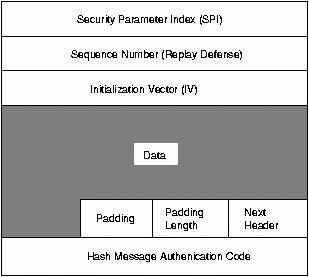 Security Parameter Index (SPI)
Sequence Number (Replay Defense)
Initialization Vector (IV)
Data
Padding
Padding
Length
Next
Header
Hash Message Authenication Code